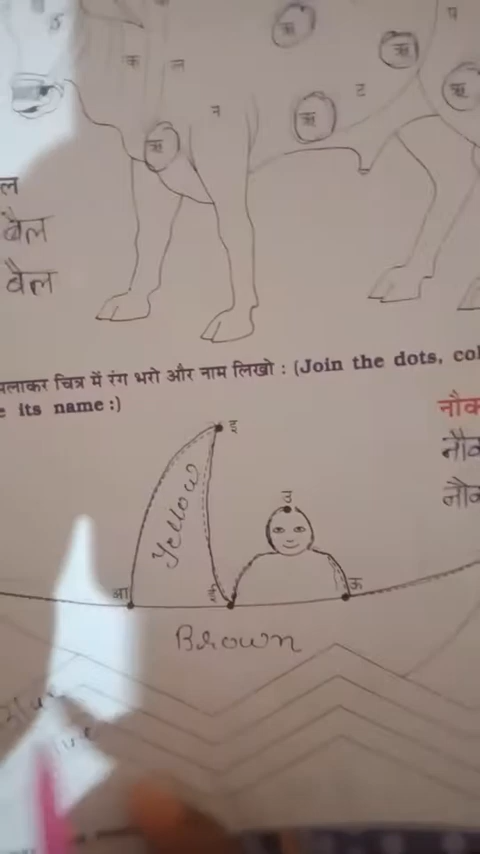 क ल प
ऋ ऋ ऋ ऋ ऋ
न ट
ल
बैल
बैल
मिलाकर चित्र में रंग भरो और नाम लिखो : (Join the dots, col
e its name :)
नौक
नौक
नौक
इ
Yellow
उ
आ ई ऊ
Brown